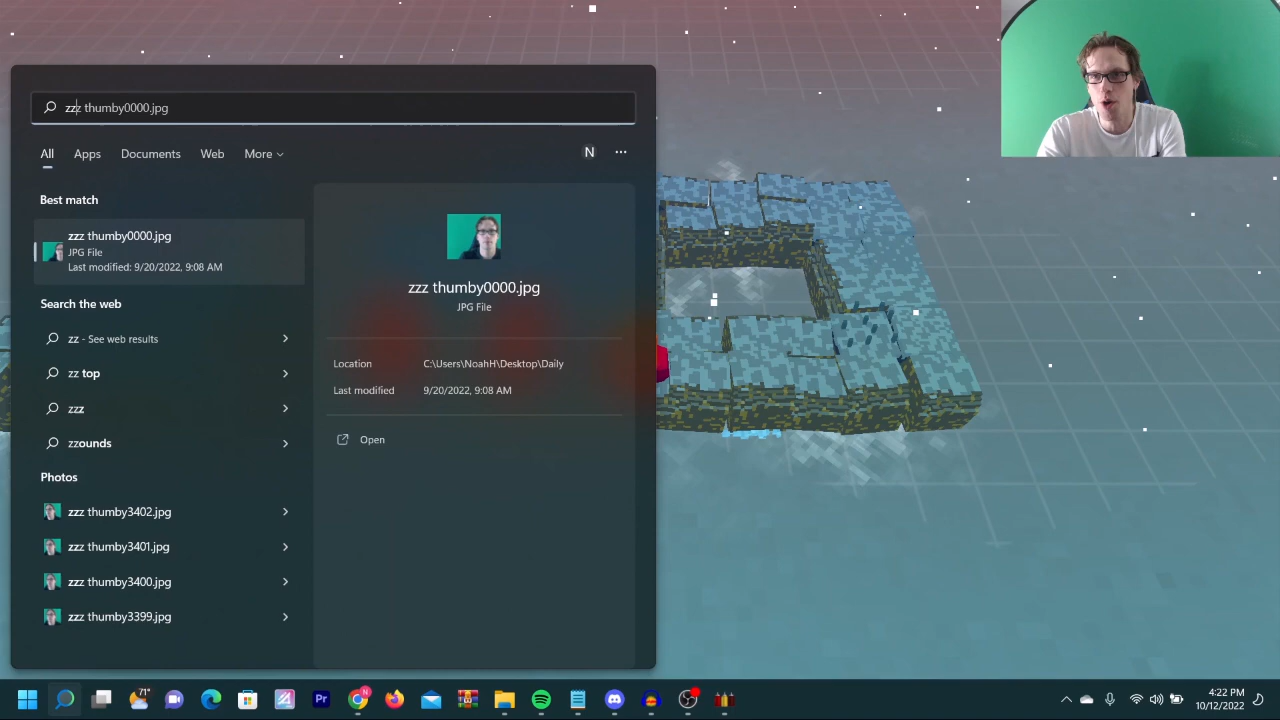 zzz thumby0000.jpg
All Apps Documents Web More N
Best match
zzz thumby0000.jpg
JPG File
Last modified: 9/20/2022, 9:08 AM
Search the web
zz - See web results
zz top
zzz
zzounds
Photos
zzz thumby3402.jpg
zzz thumby3401.jpg
zzz thumby3400.jpg
zzz thumby3399.jpg
zzz thumby0000.jpg
JPG File
Location C:\Users\NoahH\Desktop\Daily
Last modified 9/20/2022, 9:08 AM
Open
71°
Pr
N
4:22 PM
10/12/2022